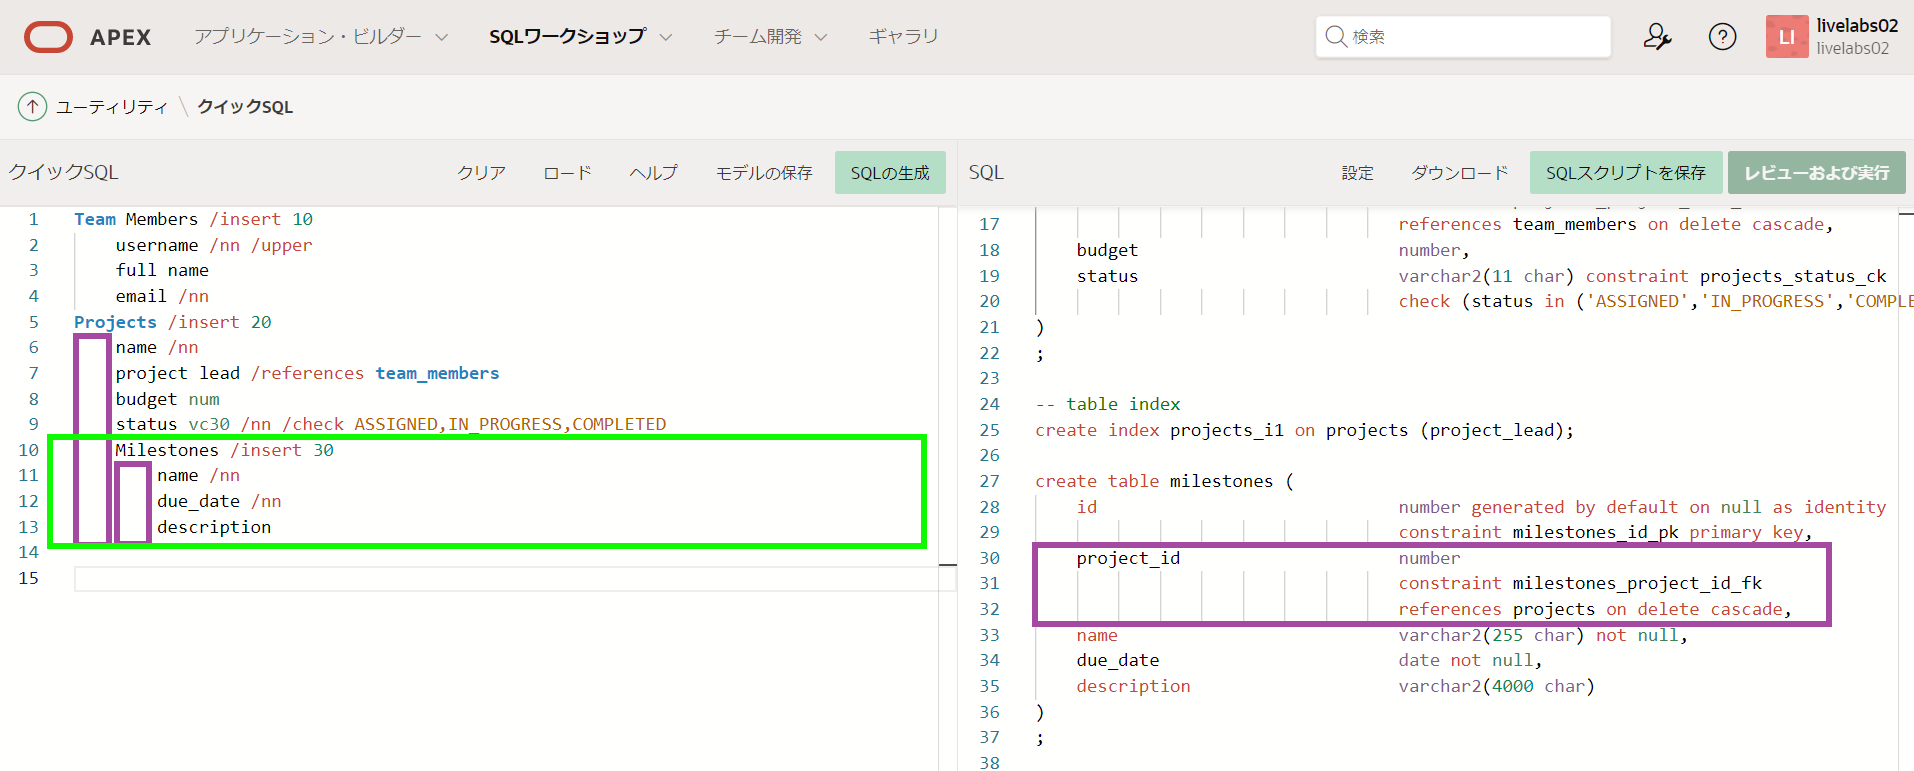 APEX アプリケーション・ビルダー SQLワークショップ チーム開発 ギャラリ 検索 LI livelabs02
livelabs02
ユーティリティ \ クイックSQL
クイックSQL クリア ロード ヘルプ モデルの保存 SQLの生成
1 Team Members /insert 10
2 username /nn /upper
3 full name
4 email /nn
5 Projects /insert 20
6 name /nn
7 project lead /references team_members
8 budget num
9 status vc30 /nn /check ASSIGNED,IN_PROGRESS,COMPLETED
10 Milestones /insert 30
11 name /nn
12 due_date /nn
13 description
14
15
SQL 設定 ダウンロード SQLスクリプトを保存 レビューおよび実行
17 references team_members on delete cascade,
18 budget number,
19 status varchar2(11 char) constraint projects_status_ck
20 check (status in ('ASSIGNED','IN_PROGRESS','COMPLE
21 )
22 ;
23
24 -- table index
25 create index projects_i1 on projects (project_lead);
26
27 create table milestones (
28 id number generated by default on null as identity
29 constraint milestones_id_pk primary key,
30 project_id number
31 constraint milestones_project_id_fk
32 references projects on delete cascade,
33 name varchar2(255 char) not null,
34 due_date date not null,
35 description varchar2(4000 char)
36 )
37 ;
38